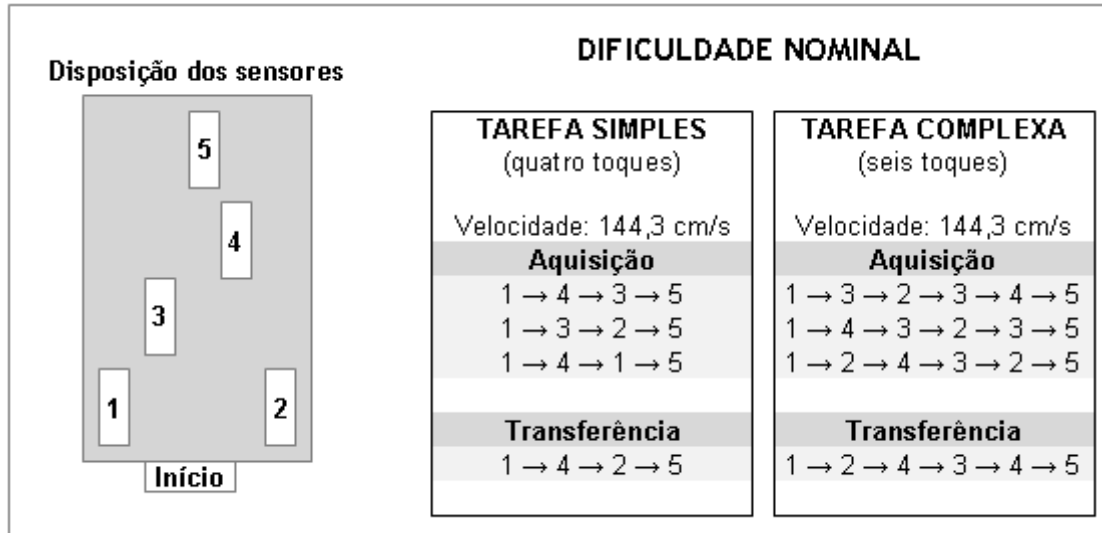 DIFICULDADE NOMINAL
Disposição dos sensores
5
4
3
1
2
Início
TAREFA SIMPLES
(quatro toques)
Velocidade: 144,3 cm/s
Aquisição
1 → 4 → 3 → 5
1 → 3 → 2 → 5
1 → 4 → 1 → 5
Transferência
1 → 4 → 2 → 5
TAREFA COMPLEXA
(seis toques)
Velocidade: 144,3 cm/s
Aquisição
1 → 3 → 2 → 3 → 4 → 5
1 → 4 → 3 → 2 → 3 → 5
1 → 2 → 4 → 3 → 2 → 5
Transferência
1 → 2 → 4 → 3 → 4 → 5